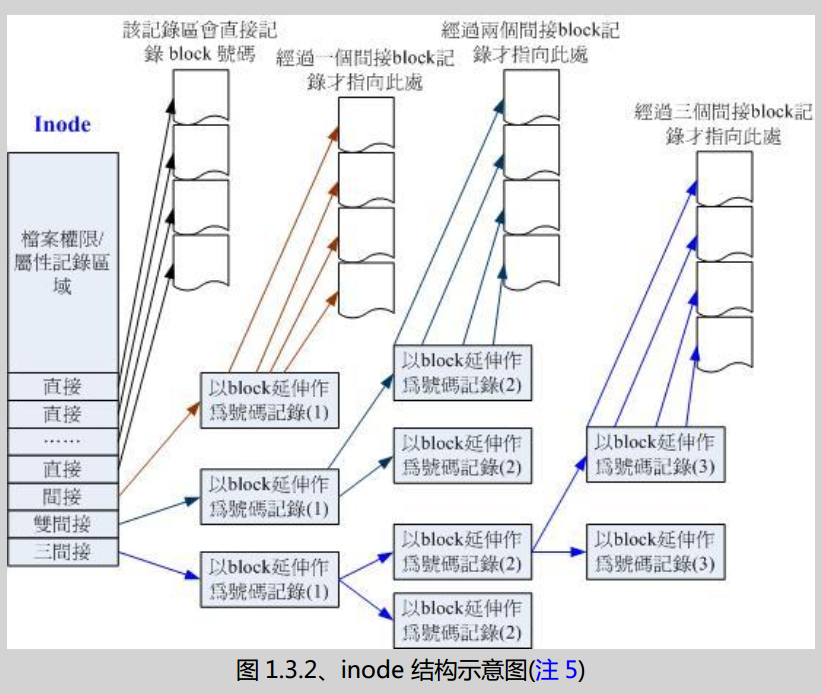 該記錄區會直接記
錄 block 號碼
經過一個間接block記
錄才指向此處
經過兩個間接block記
錄才指向此處
經過三個間接block記
錄才指向此處
Inode
檔案權限/
屬性記錄區
域
直接
直接
……
直接
間接
雙間接
三間接
以block延伸作
爲號碼記錄(1)
以block延伸作
爲號碼記錄(1)
以block延伸作
爲號碼記錄(1)
以block延伸作
爲號碼記錄(2)
以block延伸作
爲號碼記錄(2)
以block延伸作
爲號碼記錄(2)
以block延伸作
爲號碼記錄(2)
以block延伸作
爲號碼記錄(3)
以block延伸作
爲號碼記錄(3)
图 1.3.2、inode 结构示意图(注 5)